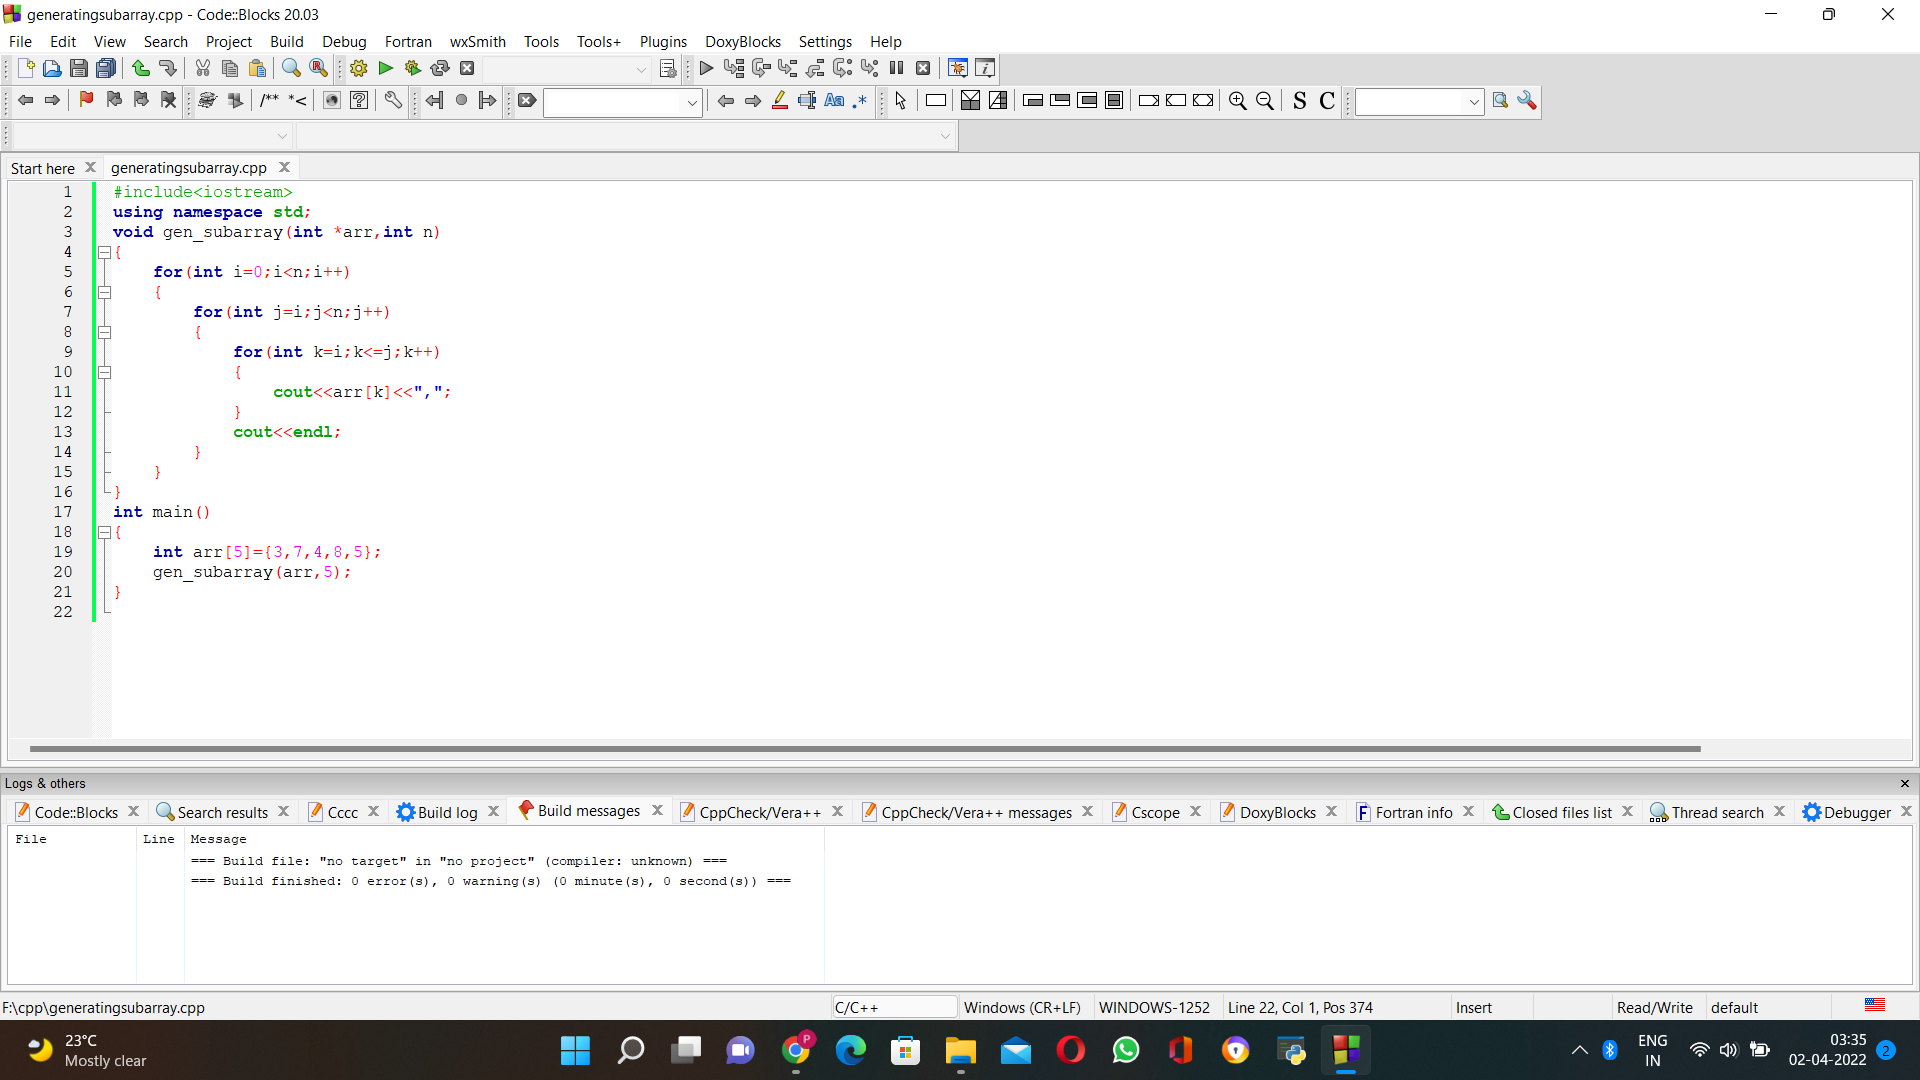 generatingsubarray.cpp - Code::Blocks 20.03
File Edit View Search Project Build Debug Fortran wxSmith Tools Tools+ Plugins DoxyBlocks Settings Help
Start here generatingsubarray.cpp
1 #include<iostream>
2 using namespace std;
3 void gen_subarray(int *arr,int n)
4 {
5 for(int i=0;i<n;i++)
6 {
7 for(int j=i;j<n;j++)
8 {
9 for(int k=i;k<=j;k++)
10 {
11 cout<<arr[k]<<",";
12 }
13 cout<<endl;
14 }
15 }
16 }
17 int main()
18 {
19 int arr[5]={3,7,4,8,5};
20 gen_subarray(arr,5);
21 }
22
Logs & others
Code::Blocks Search results Cccc Build log Build messages CppCheck/Vera++ CppCheck/Vera++ messages Cscope DoxyBlocks Fortran info Closed files list Thread search Debugger
File Line Message
=== Build file: "no target" in "no project" (compiler: unknown) ===
=== Build finished: 0 error(s), 0 warning(s) (0 minute(s), 0 second(s)) ===
F:\cpp\generatingsubarray.cpp C/C++ Windows (CR+LF) WINDOWS-1252 Line 22, Col 1, Pos 374 Insert Read/Write default
23°C
Mostly clear
ENG
IN
03:35
02-04-2022
2